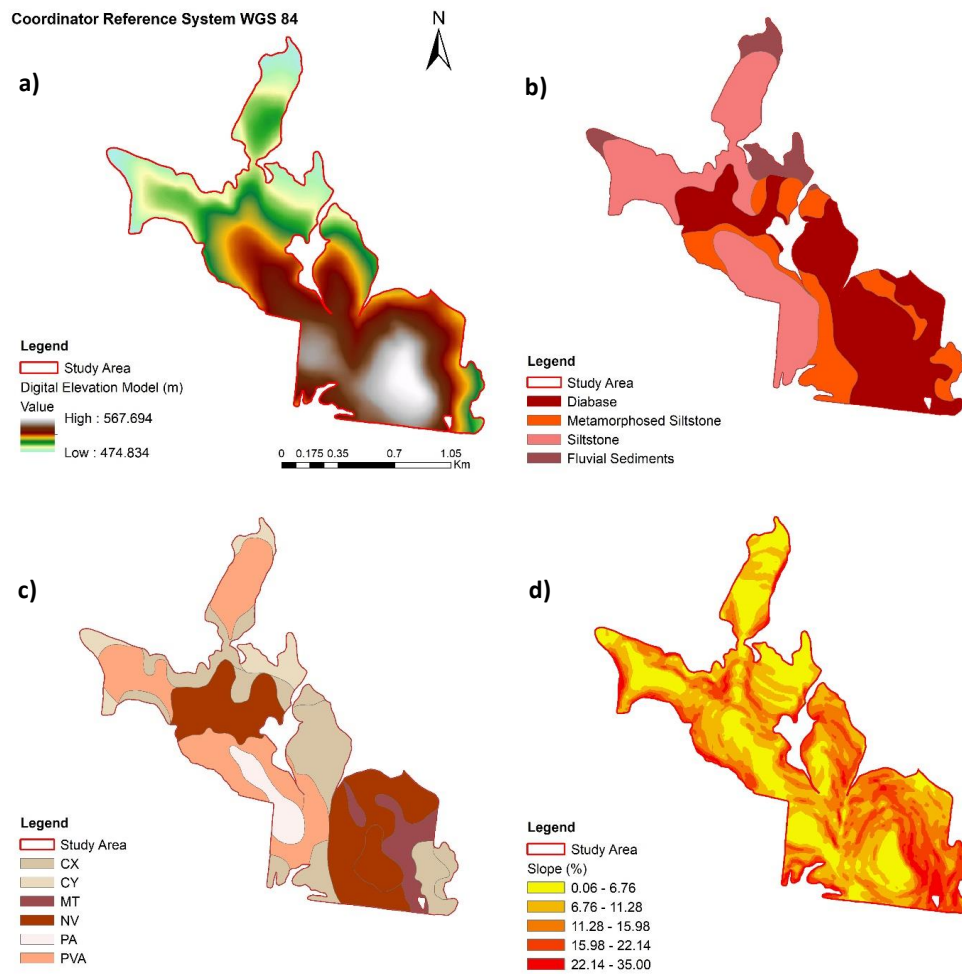 Coordinator Reference System WGS 84
N
a)
Legend
Study Area
Digital Elevation Model (m)
Value
High : 567.694
Low : 474.834
0 0.175 0.35 0.7 1.05
Km
b)
Legend
Study Area
Diabase
Metamorphosed Siltstone
Siltstone
Fluvial Sediments
c)
Legend
Study Area
CX
CY
MT
NV
PA
PVA
d)
Legend
Study Area
Slope (%)
0.06 - 6.76
6.76 - 11.28
11.28 - 15.98
15.98 - 22.14
22.14 - 35.00